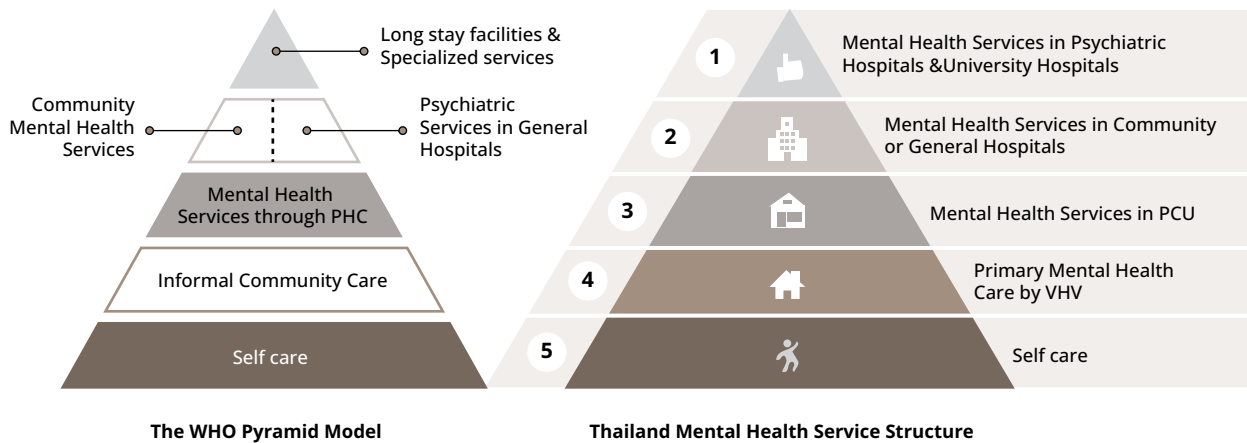 Long stay facilities &
Specialized services
Community
Mental Health
Services
Psychiatric
Services in General
Hospitals
Mental Health
Services through PHC
Informal Community Care
Self care
The WHO Pyramid Model
1
Mental Health Services in Psychiatric
Hospitals &University Hospitals
2
Mental Health Services in Community
or General Hospitals
3
Mental Health Services in PCU
4
Primary Mental Health
Care by VHV
5
Self care
Thailand Mental Health Service Structure